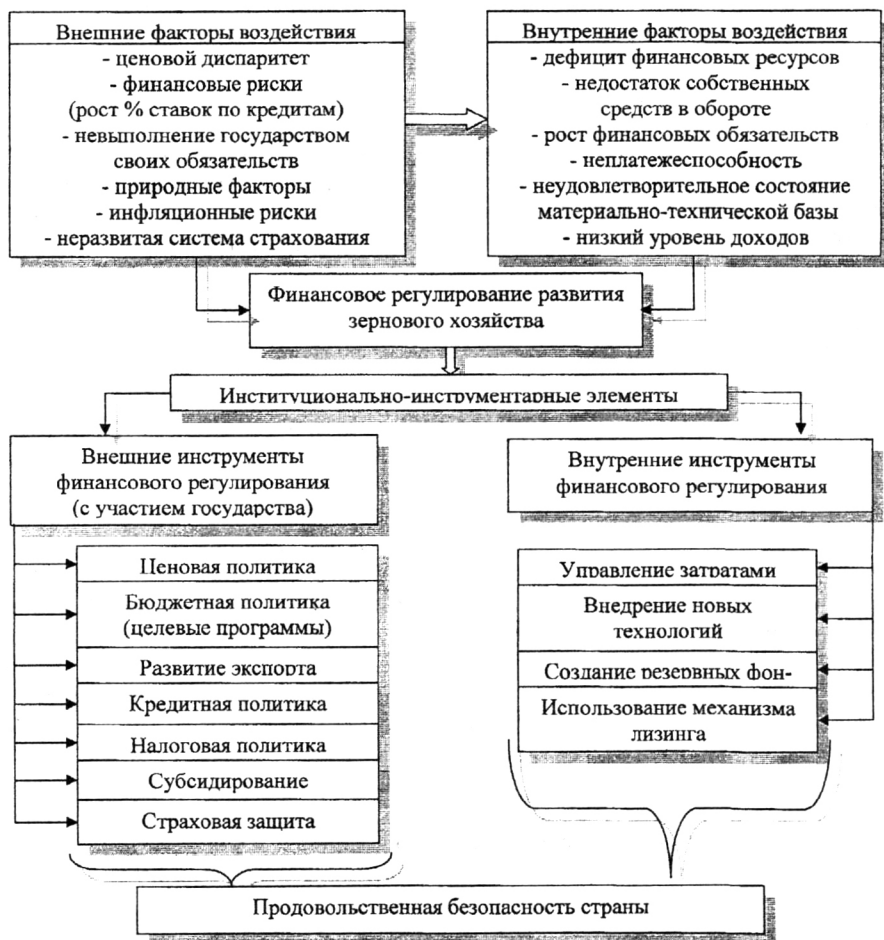 Внешние факторы воздействия
- ценовой диспаритет
- финансовые риски
(рост % ставок по кредитам)
- невыполнение государством
своих обязательств
- природные факторы
- инфляционные риски
- неразвитая система страхования
Внутренние факторы воздействия
- дефицит финансовых ресурсов
- недостаток собственных
средств в обороте
- рост финансовых обязательств
- неплатежеспособность
- неудовлетворительное состояние
материально-технической базы
- низкий уровень доходов
Финансовое регулирование развития
зернового хозяйства
Институционально-инструментарные элементы
Внешние инструменты
финансового регулирования
(с участием государства)
Внутренние инструменты
финансового регулирования
Ценовая политика
Бюджетная политика
(целевые программы)
Развитие экспорта
Кредитная политика
Налоговая политика
Субсидирование
Страховая защита
Управление затратами
Внедрение новых
технологий
Создание резервных фон-
Использование механизма
лизинга
Продовольственная безопасность страны